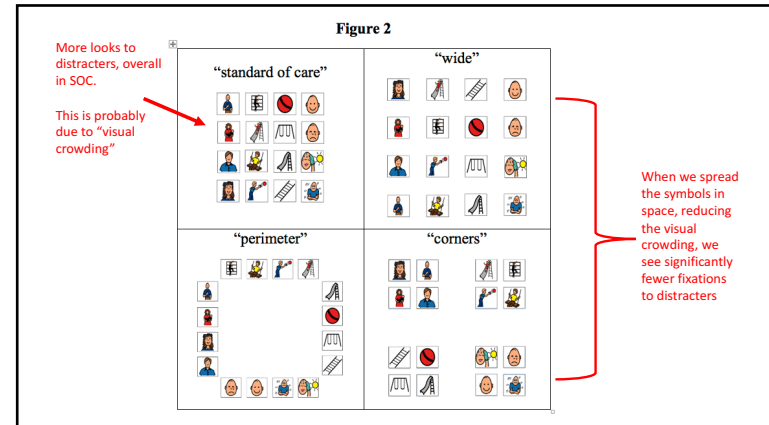 Figure 2
More looks to
distracters, overall
in SOC.
This is probably
due to “visual
crowding”
“standard of care”
“wide”
“perimeter”
“corners”
When we spread
the symbols in
space, reducing
the visual
crowding, we
see significantly
fewer fixations
to distracters